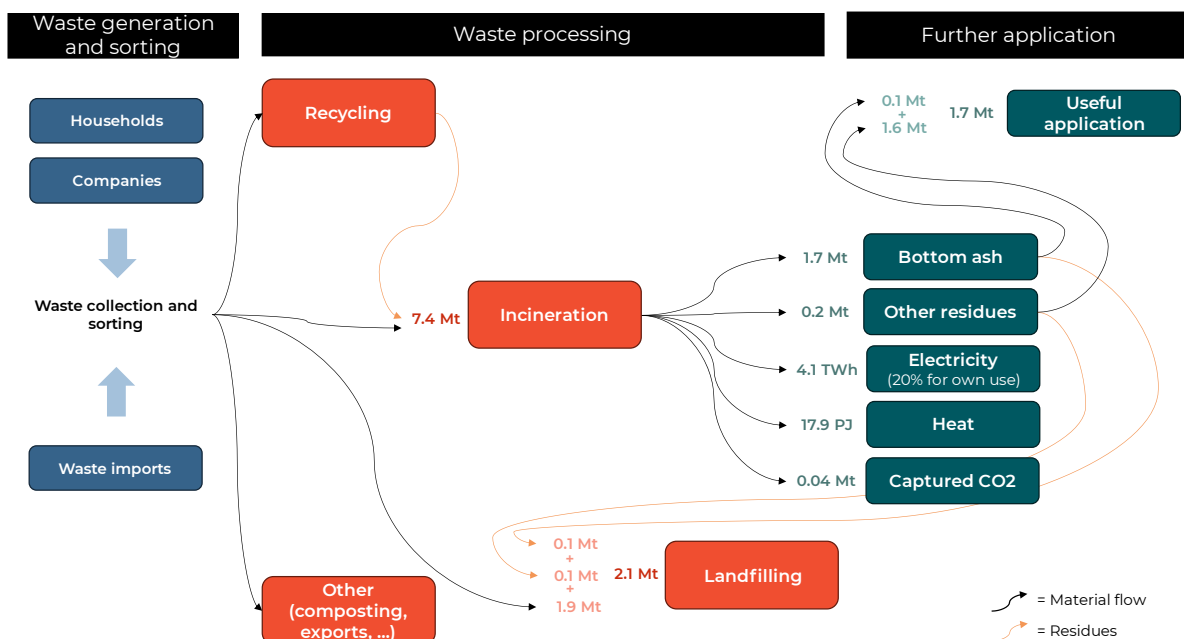 Waste generation
and sorting
Waste processing
Further application
Households
Companies
Waste collection and
sorting
Waste imports
Recycling
7.4 Mt
Incineration
Other
(composting,
exports, ...)
0.1 Mt
+
1.6 Mt
1.7 Mt
Useful
application
1.7 Mt
Bottom ash
0.2 Mt
Other residues
4.1 TWh
Electricity
(20% for own use)
17.9 PJ
Heat
0.04 Mt
Captured CO2
0.1 Mt
+
0.1 Mt
+
1.9 Mt
2.1 Mt
Landfilling
= Material flow
= Residues